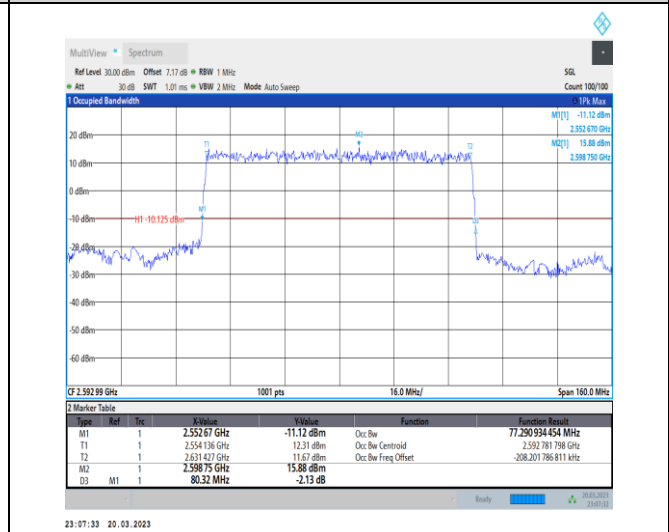 MultiView Spectrum
Ref Level 30.00 dBm Offset 7.17 dB RBW 1 MHz SGL
Att 30 dB SWT 1.01 ms VBW 2 MHz Mode Auto Sweep Count 100/100
1 Occupied Bandwidth 1Pk Max
M1[1] -11.12 dBm
2.552 670 GHz
M2[1] 15.88 dBm
2.598 750 GHz
20 dBm
M2
T1 T2
10 dBm
0 dBm
M1
-10 dBm H1 -10.125 dBm
D3
-20 dBm
-30 dBm
-40 dBm
-50 dBm
-60 dBm
CF 2.592 99 GHz 1001 pts 16.0 MHz/ Span 160.0 MHz
2 Marker Table
Type Ref Trc X-Value Y-Value Function Function Result
M1 1 2.552 67 GHz -11.12 dBm Occ Bw 77.290 934 454 MHz
T1 1 2.554 136 GHz 12.31 dBm Occ Bw Centroid 2.592 781 798 GHz
T2 1 2.631 427 GHz 11.67 dBm Occ Bw Freq Offset -208.201 786 811 kHz
M2 1 2.598 75 GHz 15.88 dBm
D3 M1 1 80.32 MHz -2.13 dB
Ready 20.03.2023
23:07:32
23:07:33 20.03.2023